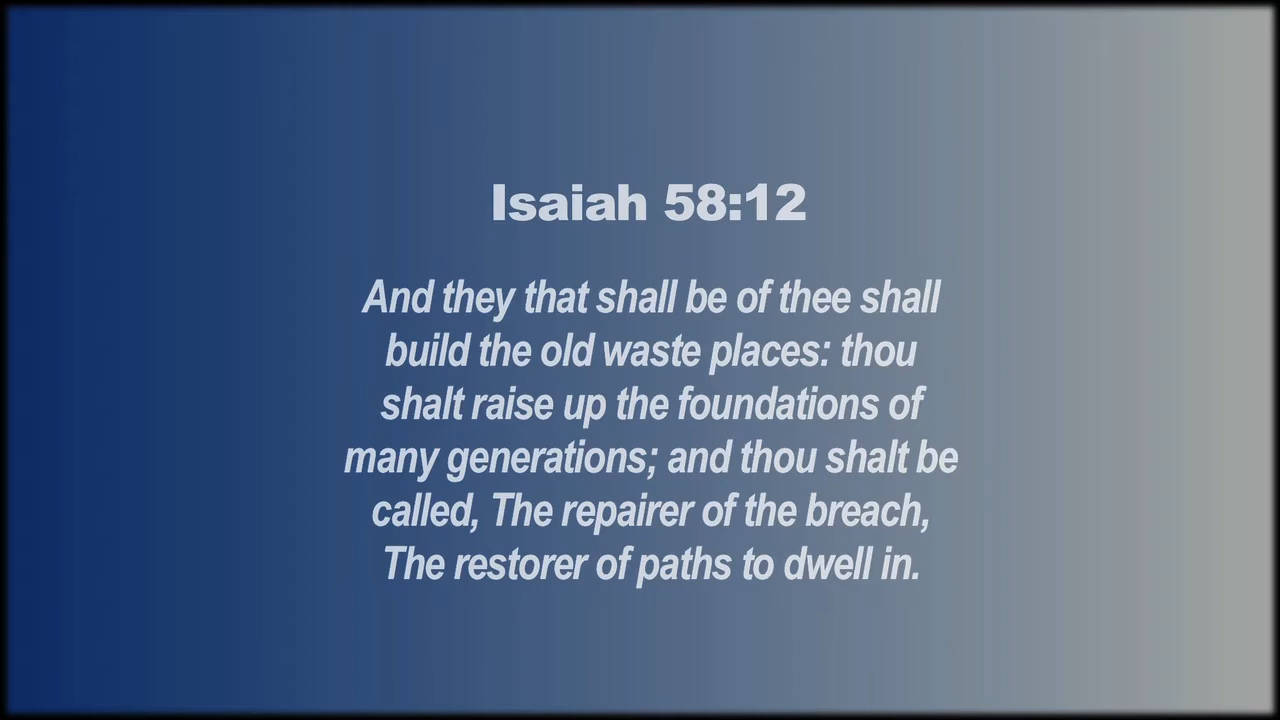 Isaiah 58:12
And they that shall be of thee shall
build the old waste places: thou
shalt raise up the foundations of
many generations; and thou shalt be
called, The repairer of the breach,
The restorer of paths to dwell in.